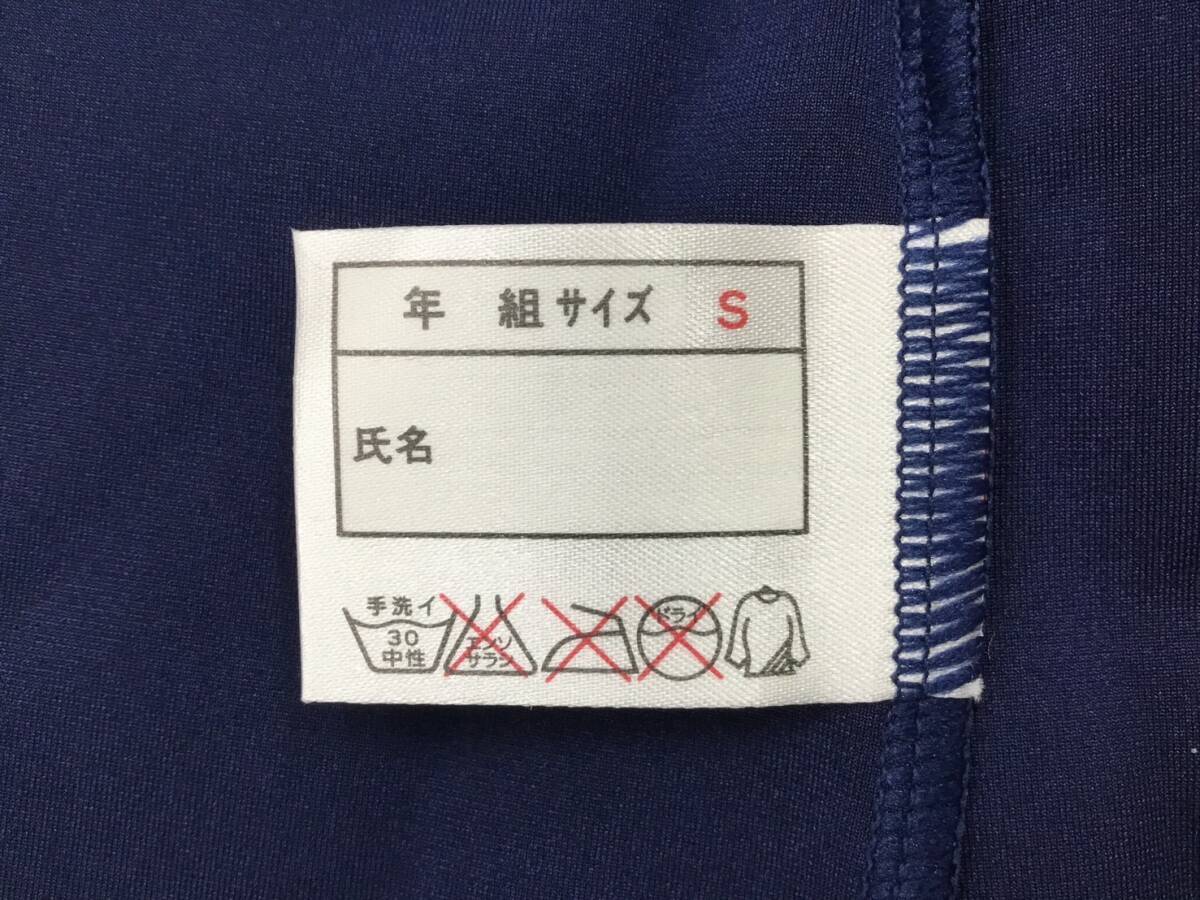 年 組 サイズ S
氏名
手洗イ
30
中性
エンソ
サラシ
ドライ